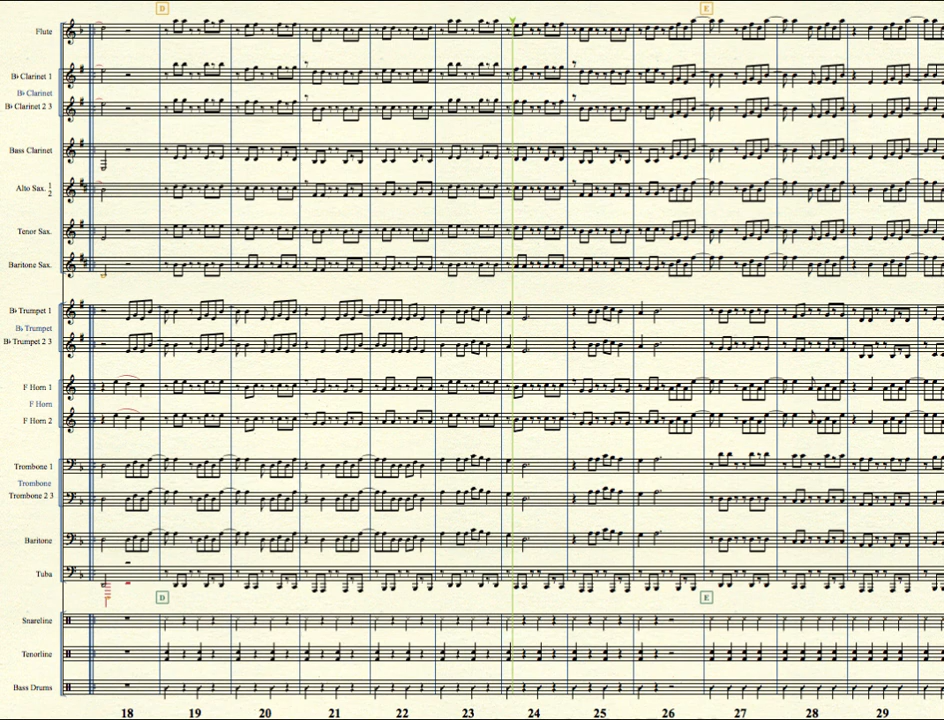 D E
Flute
B♭ Clarinet 1
B♭ Clarinet
B♭ Clarinet 2 3
Bass Clarinet
Alto Sax. 1
2
Tenor Sax.
Baritone Sax.
B♭ Trumpet 1
B♭ Trumpet
B♭ Trumpet 2 3
F Horn 1
F Horn
F Horn 2
Trombone 1
Trombone
Trombone 2 3
Baritone
Tuba
D E
Snareline
Tenorline
Bass Drums
18 19 20 21 22 23 24 25 26 27 28 29